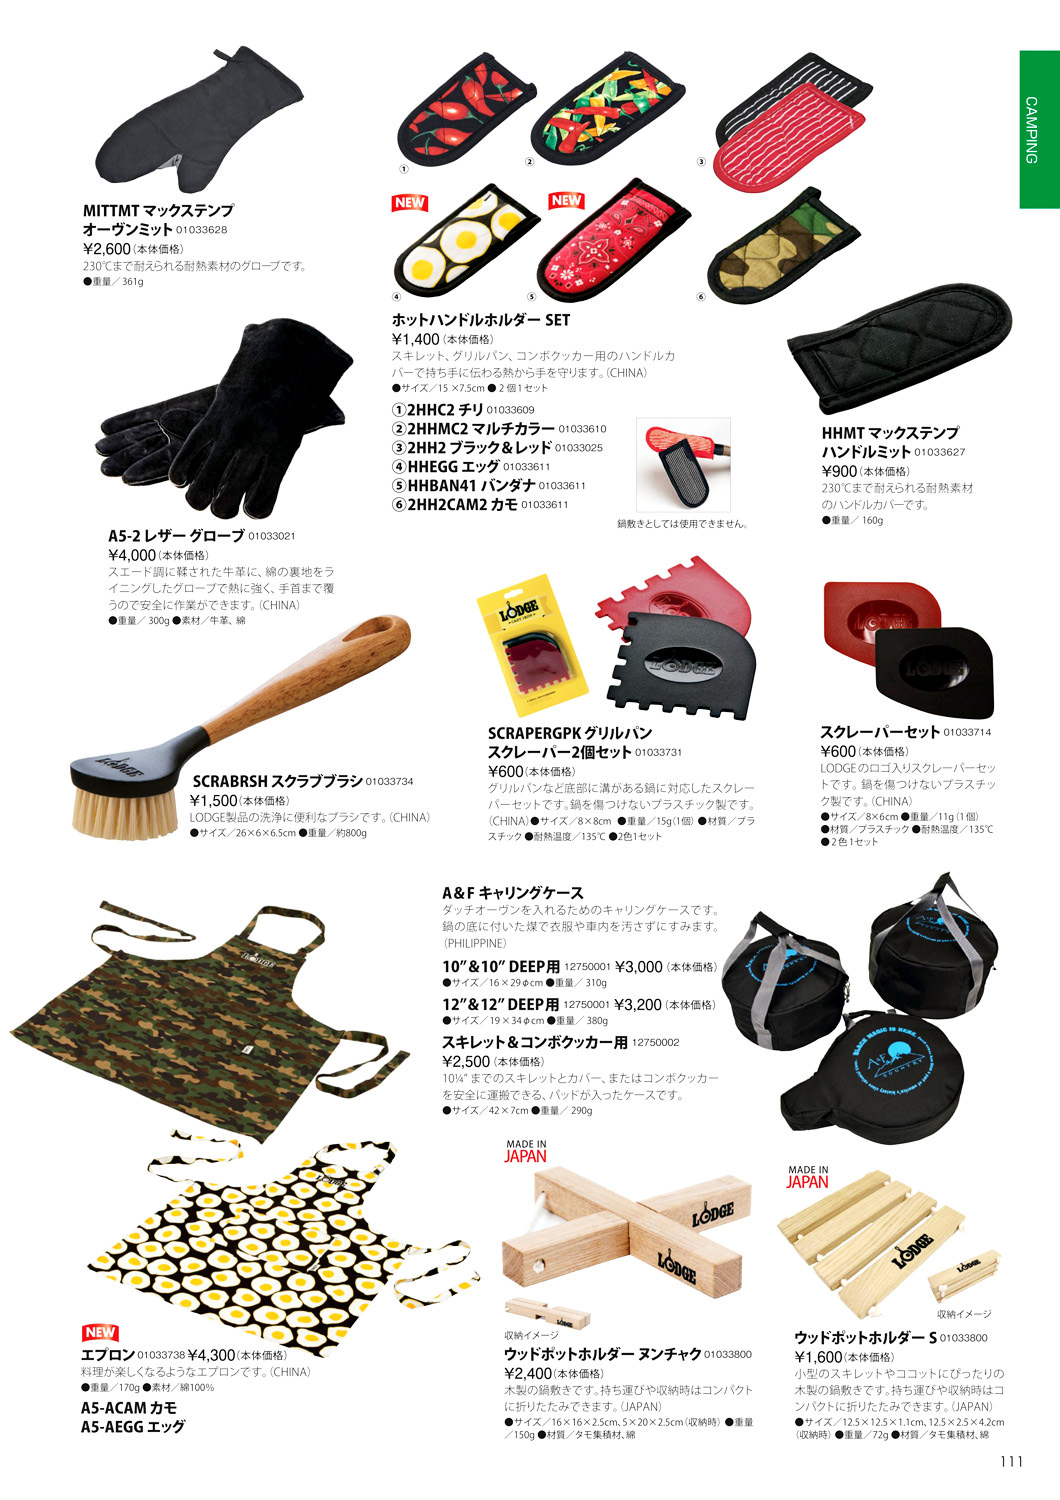 CAMPING
MITTMT マックステンプ
オーヴンミット 01033628
¥2,600（本体価格）
230℃まで耐えられる耐熱素材のグローブです。
●重量／361g
①
②
③
NEW
NEW
④
⑤
⑥
ホットハンドルホルダー SET
¥1,400（本体価格）
スキレット、グリルパン、コンボクッカー用のハンドルカ
バーで持ち手に伝わる熱から手を守ります。（CHINA）
●サイズ／15×7.5cm ●2個1セット
①2HHC2 チリ 01033609
②2HHMC2 マルチカラー 01033610
③2HH2 ブラック＆レッド 01033025
④HHEGG エッグ 01033611
⑤HHBAN41 バンダナ 01033611
⑥2HH2CAM2 カモ 01033611
鍋敷きとしては使用できません。
HHMT マックステンプ
ハンドルミット 01033627
¥900（本体価格）
230℃まで耐えられる耐熱素材
のハンドルカバーです。
●重量／160g
A5-2 レザーグローブ 01033021
¥4,000（本体価格）
スエード調に鞣された牛革に、綿の裏地をラ
イニングしたグローブで熱に強く、手首まで覆
うので安全に作業ができます。（CHINA）
●重量／300g ●素材／牛革、綿
LODGE
SCRABRSH スクラブブラシ 01033734
¥1,500（本体価格）
LODGE製品の洗浄に便利なブラシです。（CHINA）
●サイズ／26×6×6.5cm ●重量／約800g
LODGE
CAST IRON
LODGE
SCRAPERGPK グリルパン
スクレーパー2個セット 01033731
¥600（本体価格）
グリルパンなど底部に溝がある鍋に対応したスクレー
パーセットです。鍋を傷つけないプラスチック製です。
（CHINA）●サイズ／8×8cm ●重量／15g（1個） ●材質／プラ
スチック ●耐熱温度／135℃ ●2色1セット
LODGE
LODGE
スクレーパーセット 01033714
¥600（本体価格）
LODGEのロゴ入りスクレーパーセッ
トです。鍋を傷つけないプラスチッ
ク製です。（CHINA）
●サイズ／8×6cm ●重量／11g（1個）
●材質／プラスチック ●耐熱温度／135℃
●2色1セット
A＆F キャリングケース
ダッチオーヴンを入れるためのキャリングケースです。
鍋の底に付いた煤で衣服や車内を汚さずにすみます。
（PHILIPPINE）
10″&10″ DEEP用 12750001 ¥3,000（本体価格）
●サイズ／16×29φcm ●重量／310g
12″&12″ DEEP用 12750001 ¥3,200（本体価格）
●サイズ／19×34φcm ●重量／380g
スキレット＆コンボクッカー用 12750002
¥2,500（本体価格）
10¼″までのスキレットとカバー、またはコンボクッカー
を安全に運搬できる、パッドが入ったケースです。
●サイズ／42×7cm ●重量／290g
BLACK MAGIC IS HERE.
A&F
COUNTRY
LODGE
LODGE
NEW
エプロン 01033738 ¥4,300（本体価格）
料理が楽しくなるようなエプロンです。（CHINA）
●重量／170g ●素材／綿100%
A5-ACAM カモ
A5-AEGG エッグ
MADE IN
JAPAN
LODGE
LODGE
LODGE
収納イメージ
ウッドポットホルダー ヌンチャク 01033800
¥2,400（本体価格）
木製の鍋敷きです。持ち運びや収納時はコンパクト
に折りたたみできます。（JAPAN）
●サイズ／16×16×2.5cm、5×20×2.5cm（収納時） ●重量
／150g ●材質／タモ集積材、綿
MADE IN
JAPAN
LODGE
LODGE
収納イメージ
ウッドポットホルダー S 01033800
¥1,600（本体価格）
小型のスキレットやココットにぴったりの
木製の鍋敷きです。持ち運びや収納時はコ
ンパクトに折りたたみできます。（JAPAN）
●サイズ／12.5×12.5×1.1cm、12.5×2.5×4.2cm
（収納時） ●重量／72g ●材質／タモ集積材、綿
111